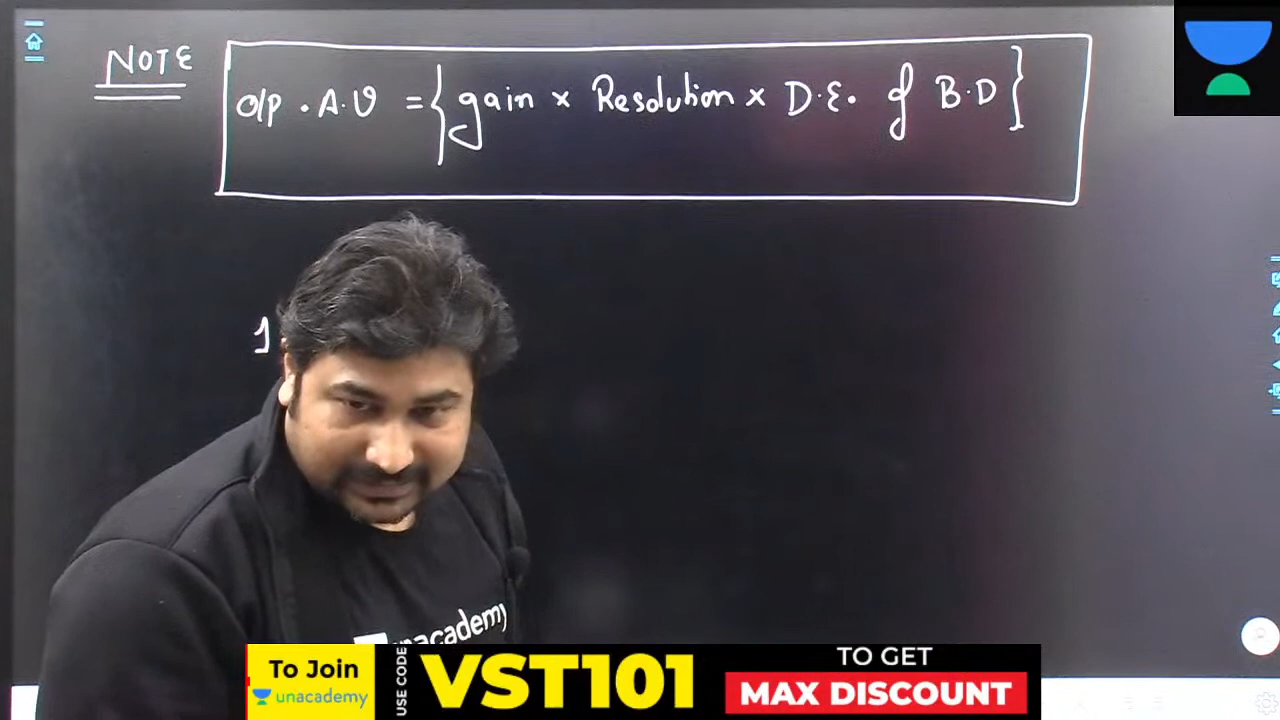 NOTE
o/p . A.V = { gain × Resolution × D.E. of B.D }
1
unacademy
To Join
unacademy
USE CODE
VST101
TO GET
MAX DISCOUNT